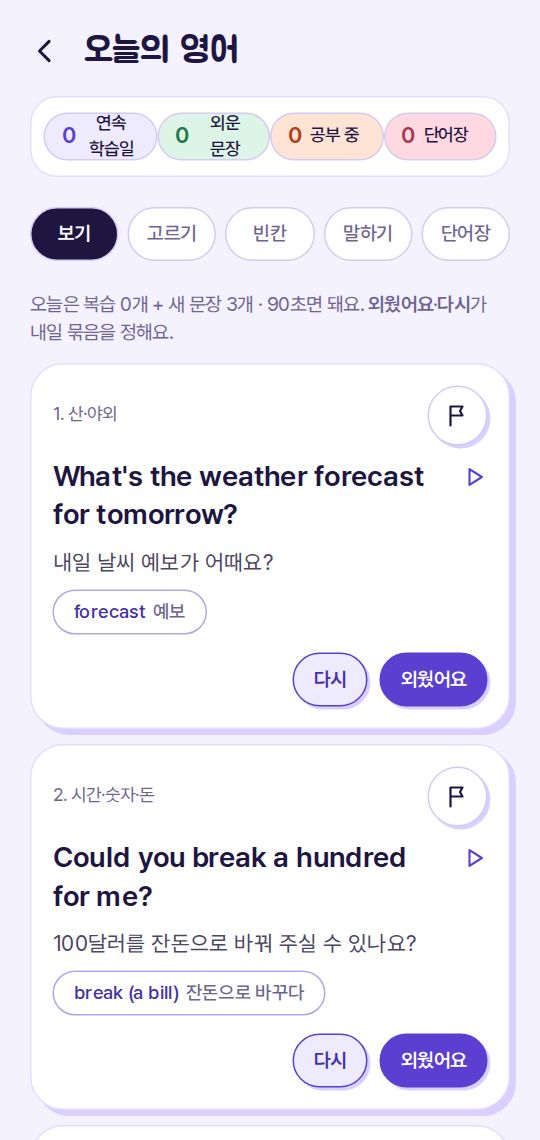 오늘의 영어
0 연속 학습일
0 외운 문장
0 공부 중
0 단어장
보기 고르기 빈칸 말하기 단어장
오늘은 복습 0개 + 새 문장 3개 · 90초면 돼요. 외웠어요·다시가
내일 묶음을 정해요.
1. 산·야외
What's the weather forecast
for tomorrow?
내일 날씨 예보가 어때요?
forecast 예보
다시 외웠어요
2. 시간·숫자·돈
Could you break a hundred
for me?
100달러를 잔돈으로 바꿔 주실 수 있나요?
break (a bill) 잔돈으로 바꾸다
다시 외웠어요